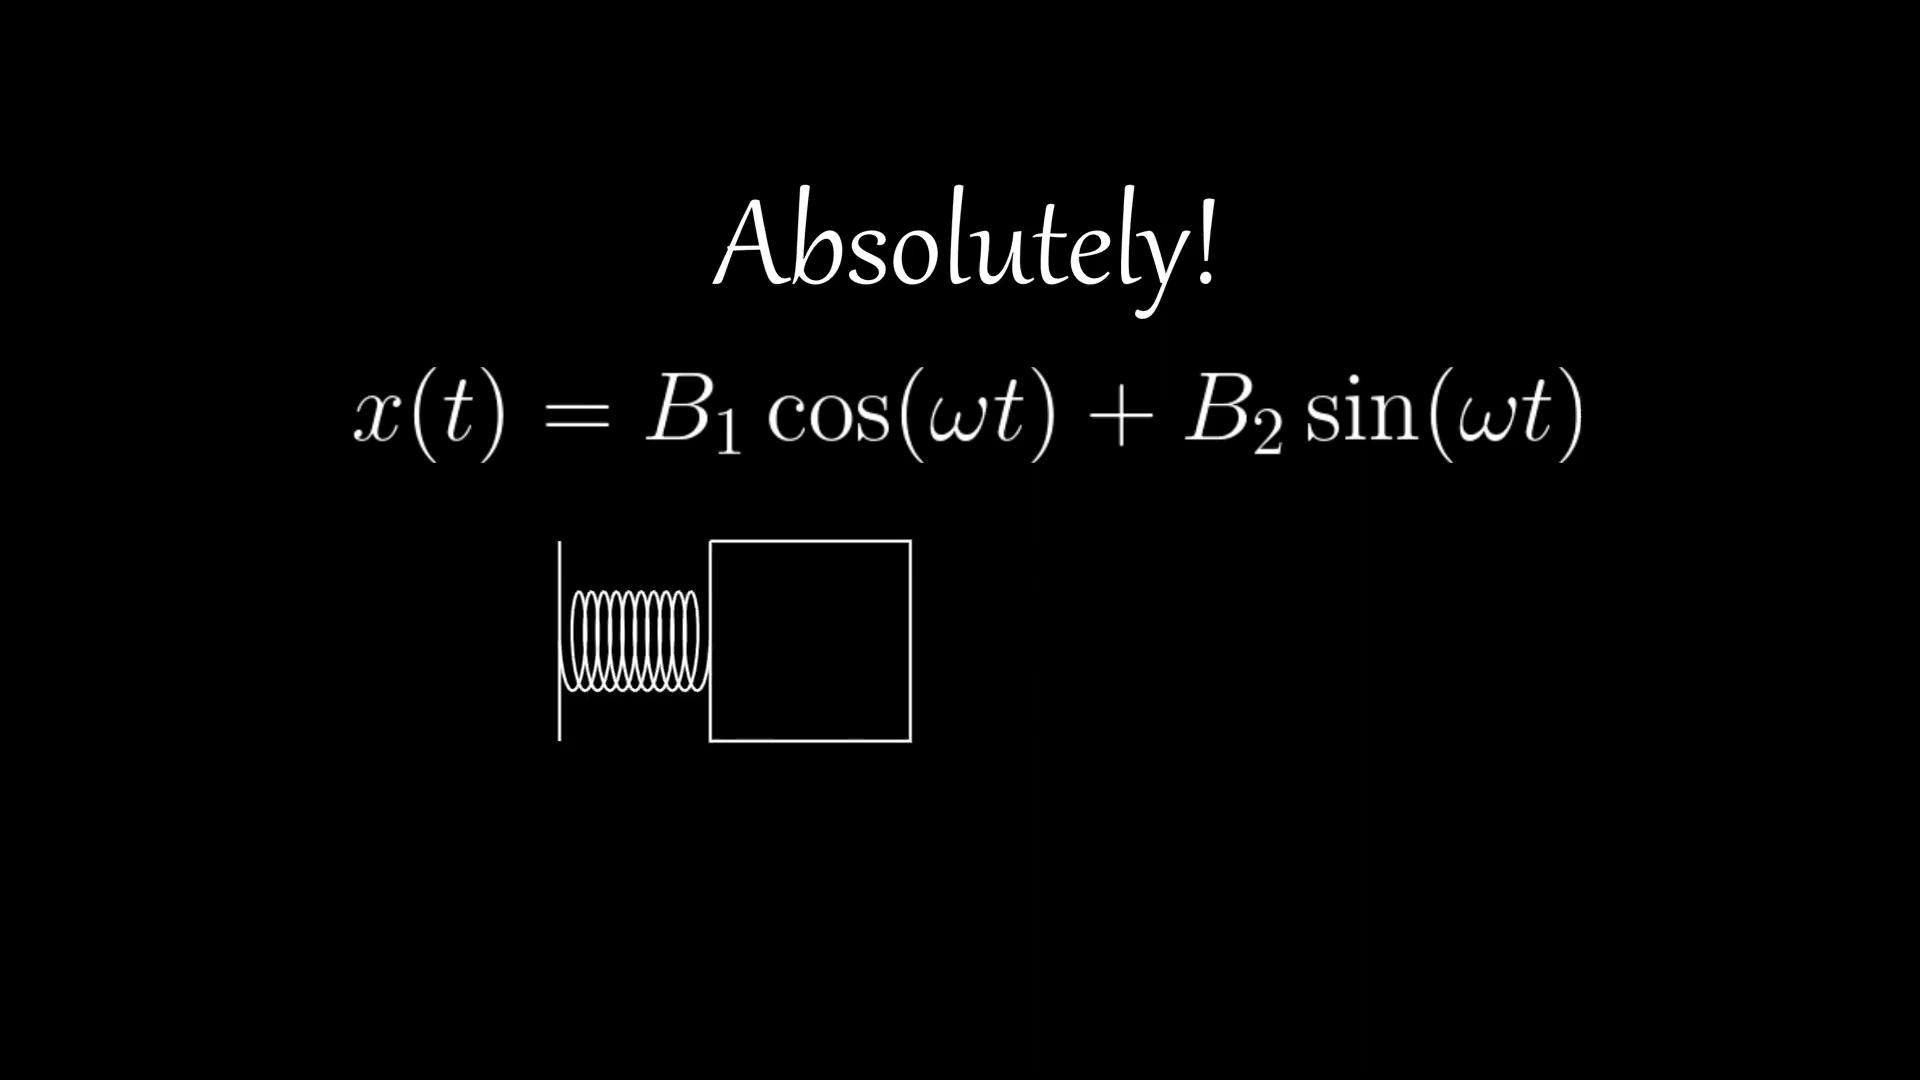 Absolutely!
x(t) = B₁ cos(ωt) + B₂ sin(ωt)